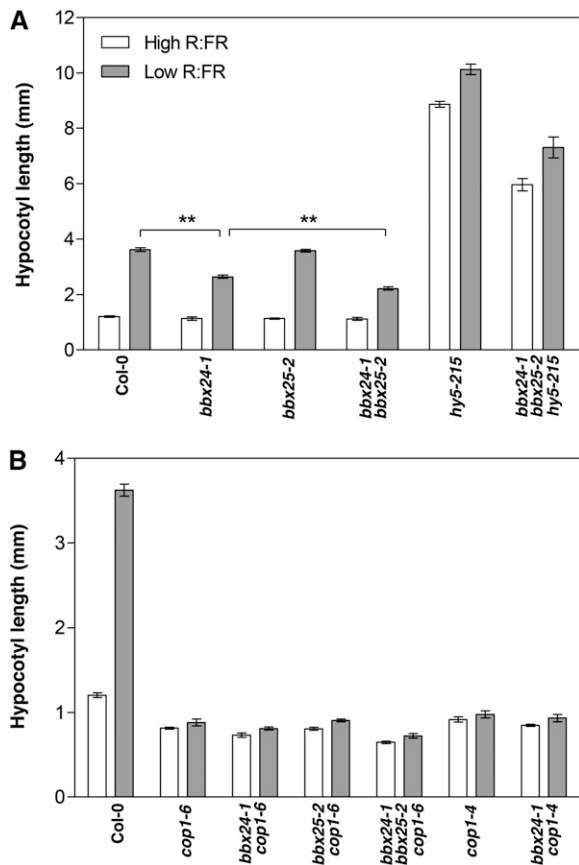 A
High R:FR
Low R:FR
Hypocotyl length (mm)
12
10
8
6
4
2
0
**
**
Col-0
bbx24-1
bbx25-2
bbx24-1
bbx25-2
hy5-215
bbx24-1
bbx25-2
hy5-215
B
Hypocotyl length (mm)
4
3
2
1
0
Col-0
cop1-6
bbx24-1
cop1-6
bbx25-2
cop1-6
bbx24-1
bbx25-2
cop1-6
cop1-4
bbx24-1
cop1-4